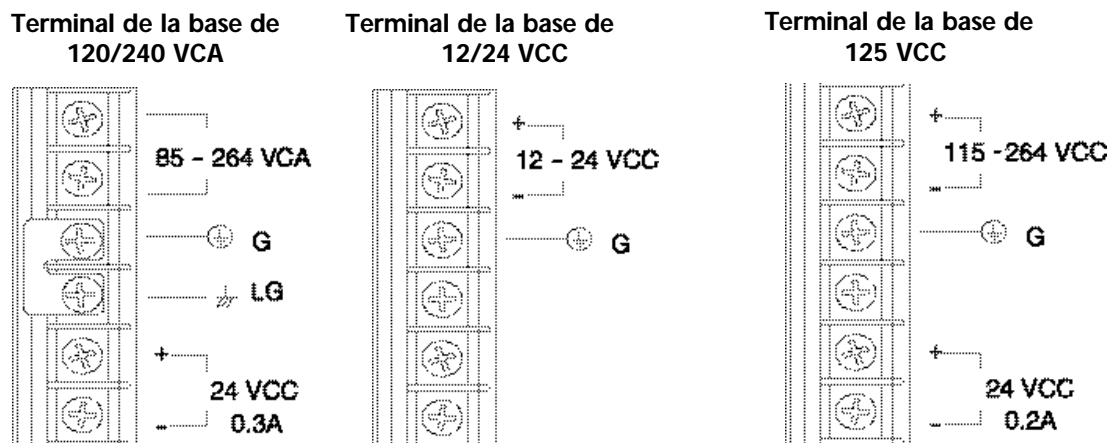 Terminal de la base de
120/240 VCA
85 - 264 VCA
G
LG
+
24 VCC
-
0.3A
Terminal de la base de
12/24 VCC
+
12 - 24 VCC
-
G
Terminal de la base de
125 VCC
+
115 -264 VCC
-
G
+
24 VCC
-
0.2A